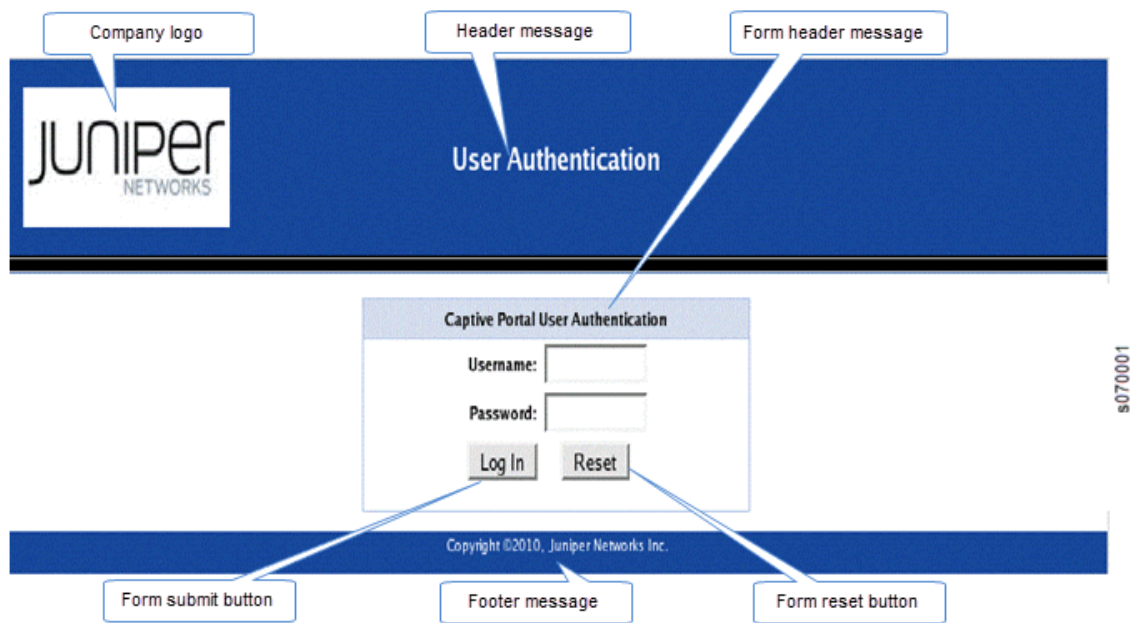 Company logo
Header message
Form header message
JUNIPER
NETWORKS
User Authentication
Captive Portal User Authentication
Username:
Password:
Log In
Reset
s070001
Copyright ©2010, Juniper Networks Inc.
Form submit button
Footer message
Form reset button